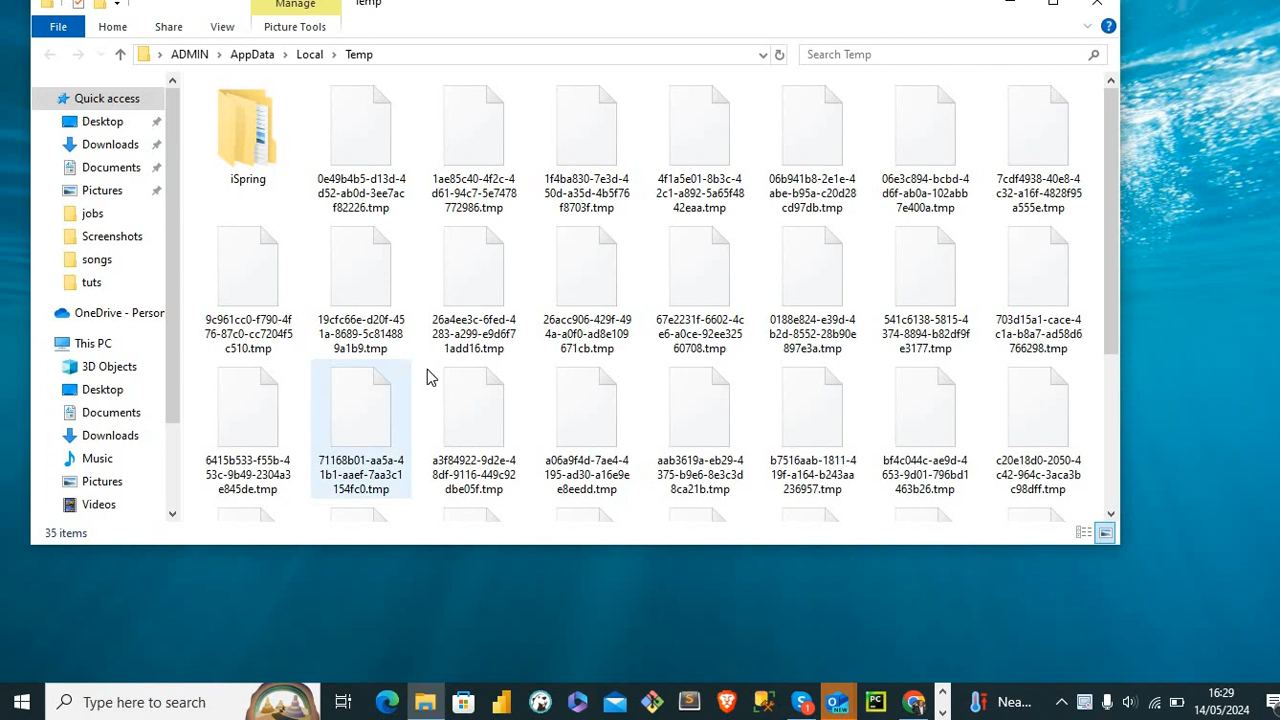 Manage
Temp
File
Home
Share
View
Picture Tools
ADMIN
AppData
Local
Temp
Search Temp
Quick access
Desktop
Downloads
Documents
Pictures
jobs
Screenshots
songs
tuts
OneDrive - Person
This PC
3D Objects
Desktop
Documents
Downloads
Music
Pictures
Videos
iSpring
0e49b4b5-d13d-4
d52-ab0d-3ee7ac
f82226.tmp
1ae85c40-4f2c-4
d61-94c7-5e7478
772986.tmp
1f4ba830-7e3d-4
50d-a35d-4b5f76
f8703f.tmp
4f1a5e01-8b3c-4
2c1-a892-5a65f48
42eaa.tmp
06b941b8-2e1e-4
abe-b95a-c20d28
cd97db.tmp
06e3c894-bcbd-4
d6f-ab0a-102abb
7e400a.tmp
7cdf4938-40e8-4
c32-a16f-4828f95
a555e.tmp
9c961cc0-f790-4f
76-87c0-cc7204f5
c510.tmp
19cfc66e-d20f-45
1a-8689-5c81488
9a1b9.tmp
26a4ee3c-6fed-4
283-a299-e9d6f7
1add16.tmp
26acc906-429f-49
4a-a0f0-ad8e109
671cb.tmp
67e2231f-6602-4c
e6-a0ce-92ee325
60708.tmp
0188e824-e39d-4
b2d-8552-28b90e
897e3a.tmp
541c6138-5815-4
374-8894-b82df9f
e3177.tmp
703d15a1-cace-4
c1a-b8a7-ad58d6
766298.tmp
6415b533-f55b-4
53c-9b49-2304a3
e845de.tmp
71168b01-aa5a-4
1b1-aaef-7aa3c1
154fc0.tmp
a3f84922-9d2e-4
8df-9116-449c92
dbe05f.tmp
a06a9f4d-7ae4-4
195-ad30-a16e9e
e8eedd.tmp
aab3619a-eb29-4
375-b9e6-8e3c3d
8ca21b.tmp
b7516aab-1811-4
19f-a164-b243aa
236957.tmp
bf4c044c-ae9d-4
653-9d01-796bd1
463b26.tmp
c20e18d0-2050-4
c42-964c-3aca3b
c98dff.tmp
35 items
Type here to search
NEW
PC
Nea...
16:29
14/05/2024